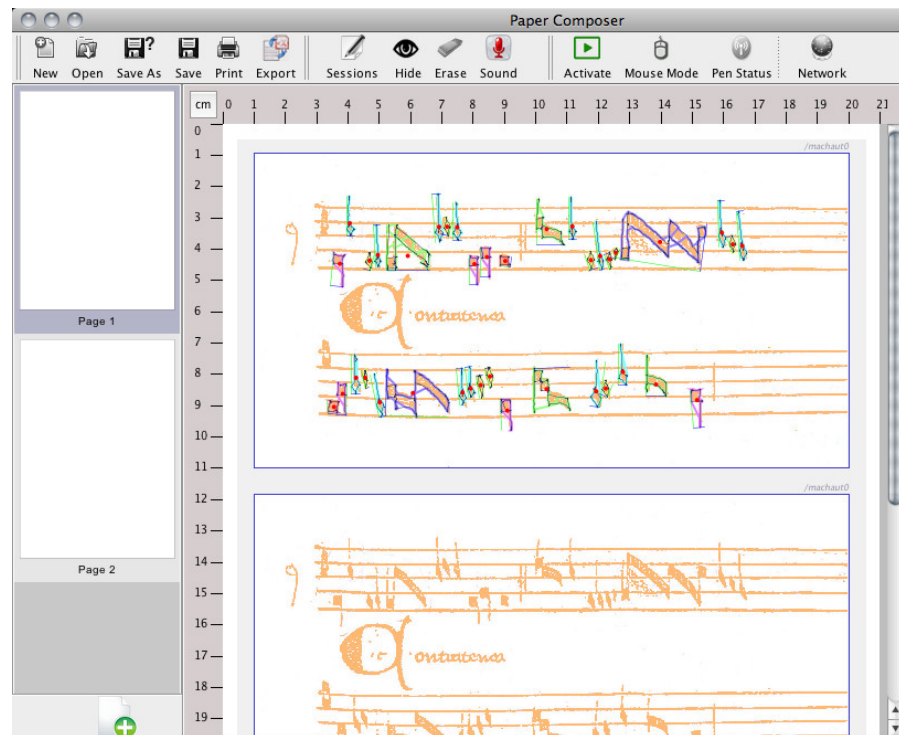 Paper Composer
New Open Save As Save Print Export Sessions Hide Erase Sound Activate Mouse Mode Pen Status Network
cm 0 1 2 3 4 5 6 7 8 9 10 11 12 13 14 15 16 17 18 19 20 21
0
/machaut0
1
2
3
4
5
6
Page 1
7
8
9
10
11
/machaut0
12
13
14
Page 2
15
16
17
18
19